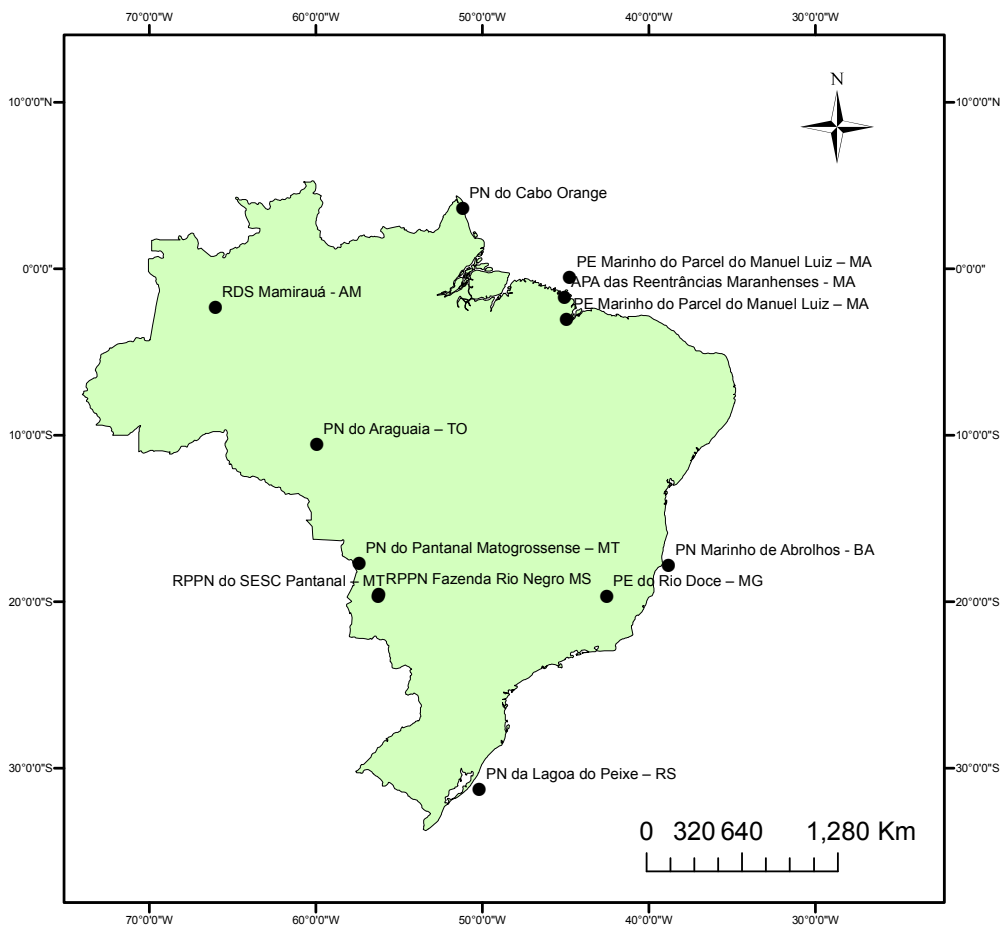 70°0'0"W 60°0'0"W 50°0'0"W 40°0'0"W 30°0'0"W
N
10°0'0"N 10°0'0"N
PN do Cabo Orange
PE Marinho do Parcel do Manuel Luiz – MA
0°0'0" 0°0'0"
APA das Reentrâncias Maranhenses - MA
RDS Mamirauá - AM
PE Marinho do Parcel do Manuel Luiz – MA
PN do Araguaia – TO
10°0'0"S 10°0'0"S
PN do Pantanal Matogrossense – MT
PN Marinho de Abrolhos - BA
RPPN do SESC Pantanal – MT
RPPN Fazenda Rio Negro MS
PE do Rio Doce – MG
20°0'0"S 20°0'0"S
30°0'0"S 30°0'0"S
PN da Lagoa do Peixe – RS
0 320 640 1,280 Km
70°0'0"W 60°0'0"W 50°0'0"W 40°0'0"W 30°0'0"W